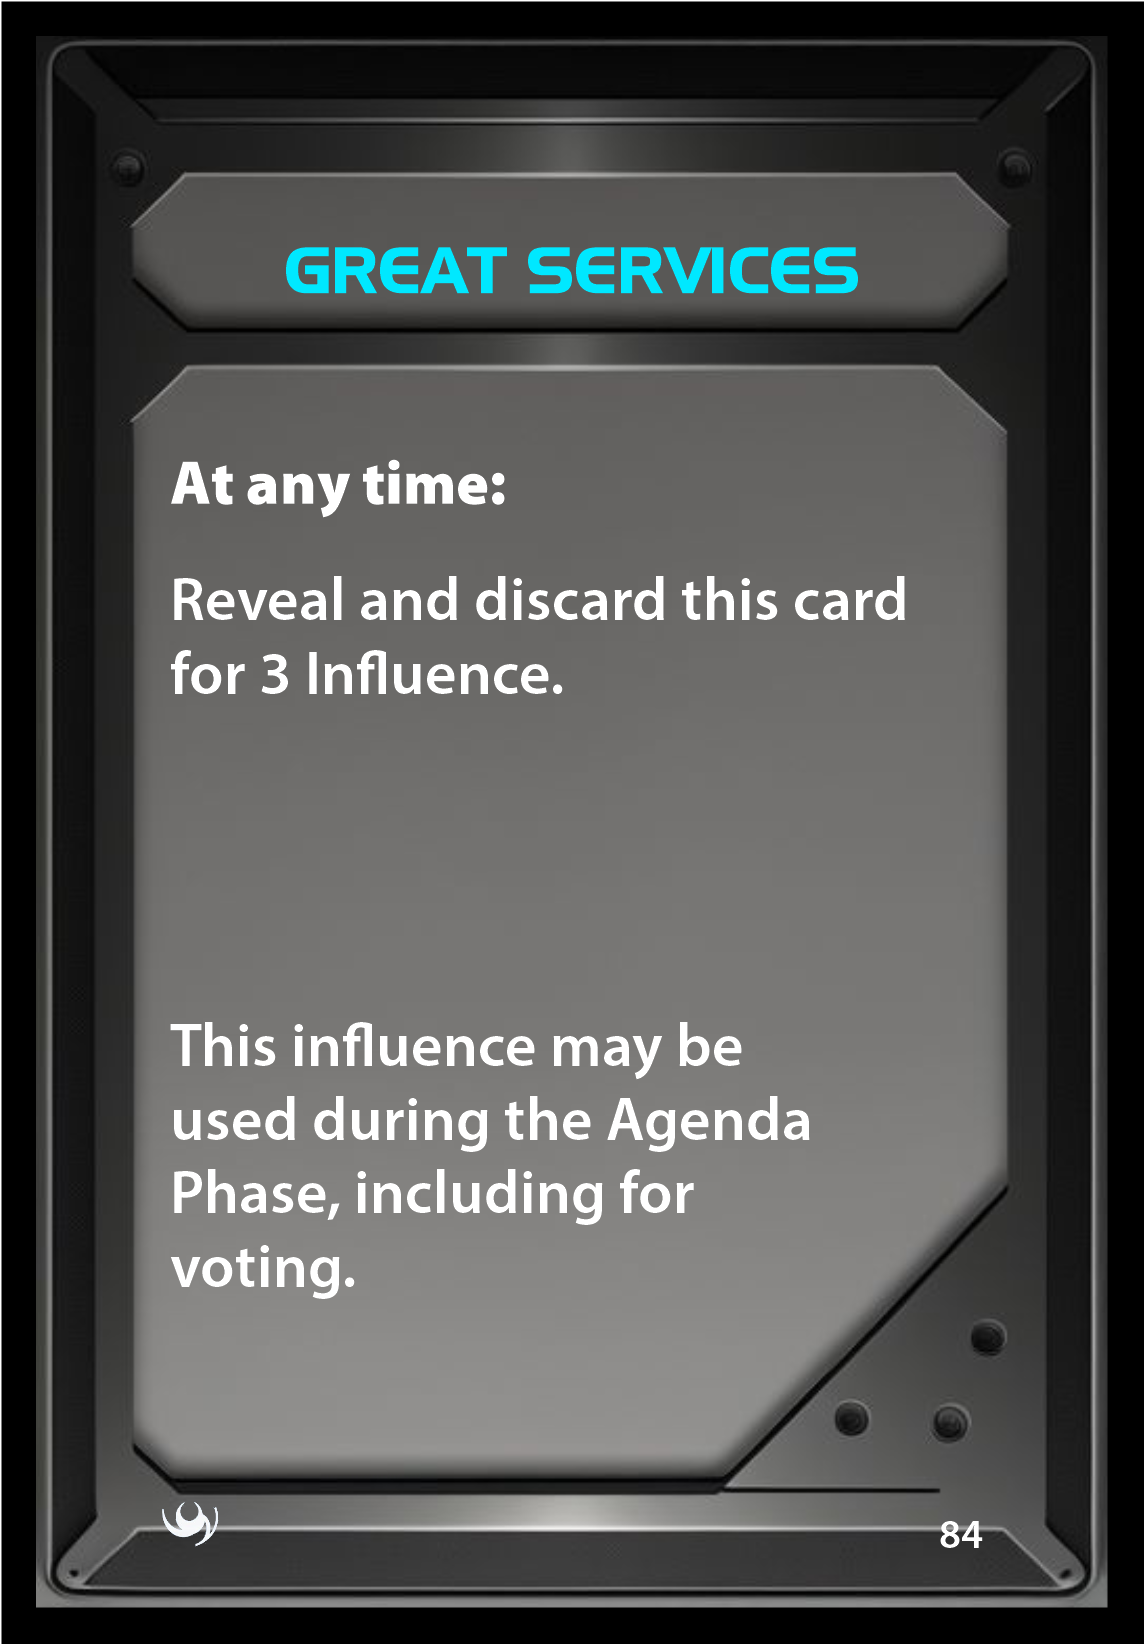 GREAT SERVICES
At any time:
Reveal and discard this card
for 3 Influence.
This influence may be
used during the Agenda
Phase, including for
voting.
84